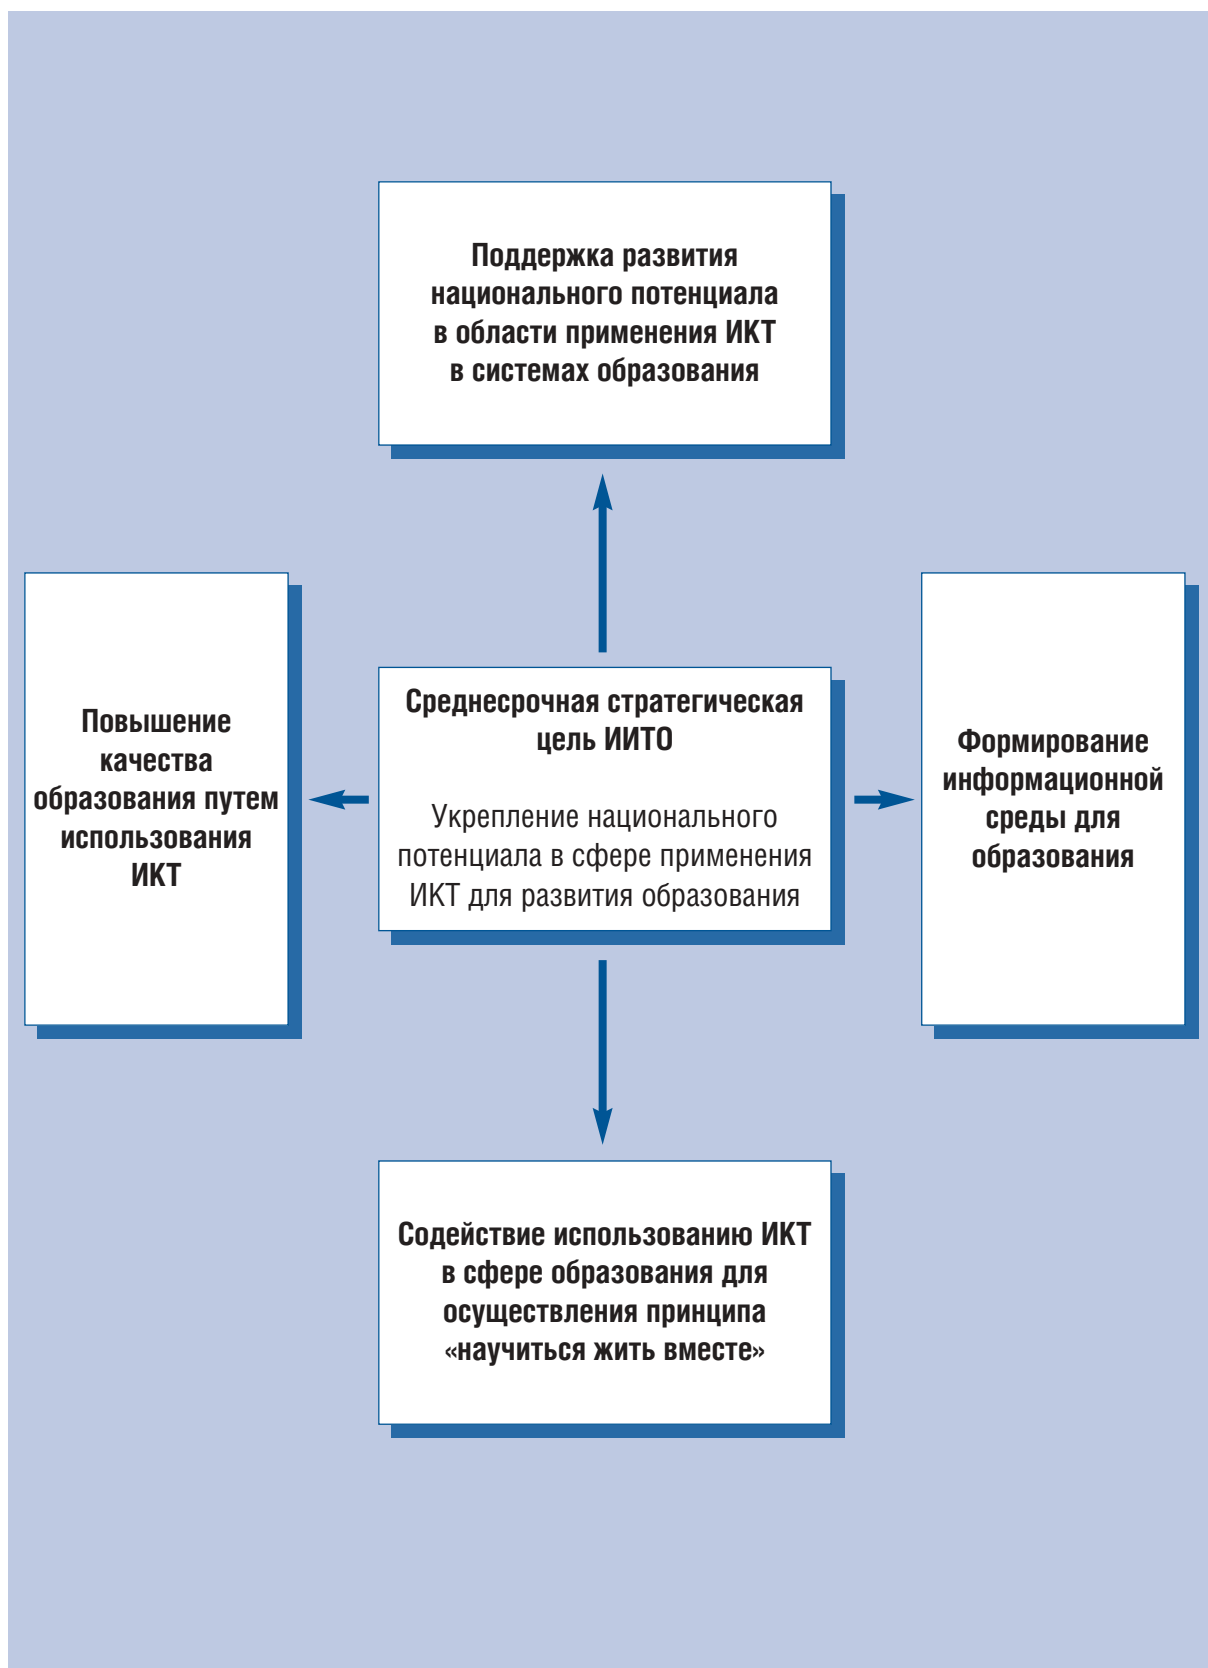 Поддержка развития
национального потенциала
в области применения ИКТ
в системах образования
Повышение
качества
образования путем
использования
ИКТ
Среднесрочная стратегическая
цель ИИТО
Укрепление национального
потенциала в сфере применения
ИКТ для развития образования
Формирование
информационной
среды для
образования
Содействие использованию ИКТ
в сфере образования для
осуществления принципа
«научиться жить вместе»